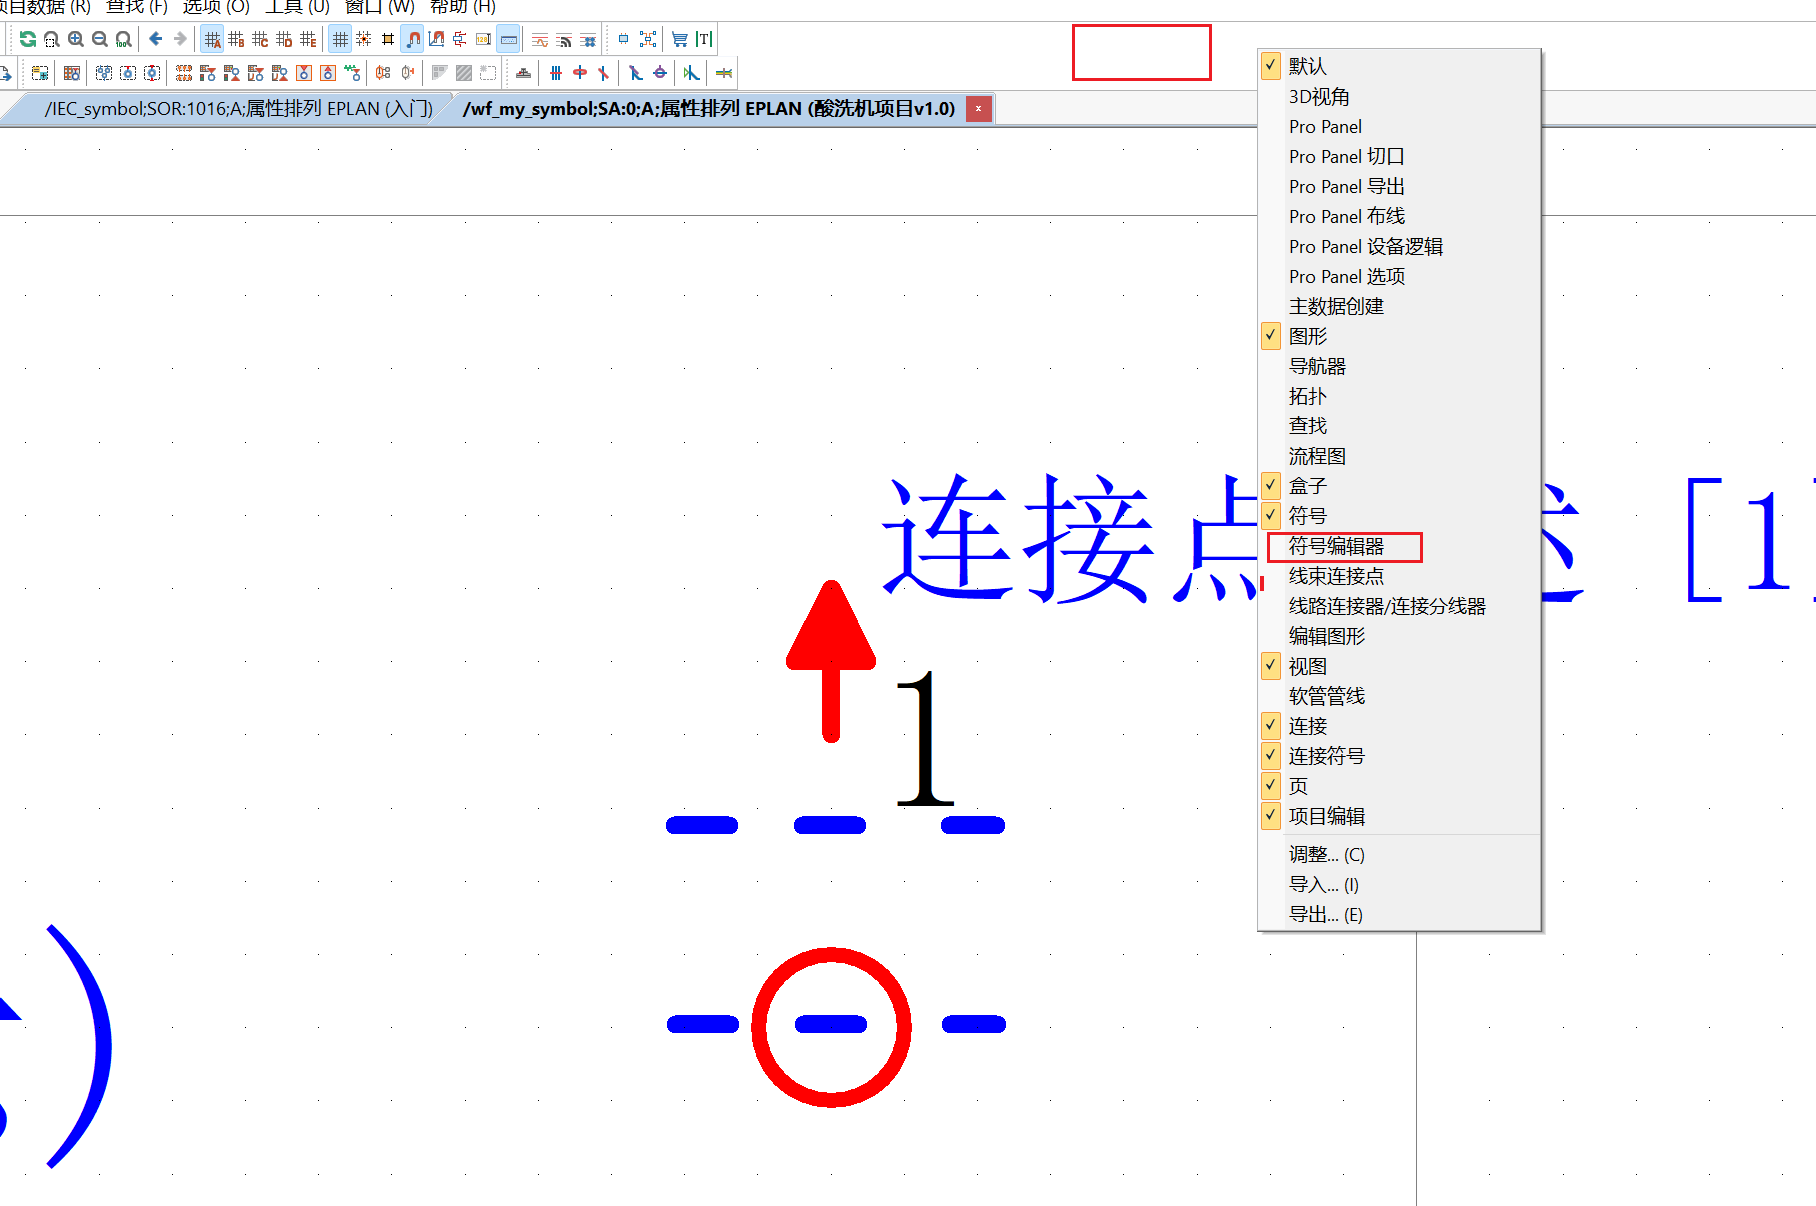 项目数据 (R) 查找 (F) 选项 (O) 工具 (U) 窗口 (W) 帮助 (H)
/IEC_symbol;SOR:1016;A;属性排列 EPLAN (入门)
/wf_my_symbol;SA:0;A;属性排列 EPLAN (酸洗机项目v1.0)
默认
3D视角
Pro Panel
Pro Panel 切口
Pro Panel 导出
Pro Panel 布线
Pro Panel 设备逻辑
Pro Panel 选项
主数据创建
图形
导航器
拓扑
查找
流程图
盒子
符号
符号编辑器
线束连接点
线路连接器/连接分线器
编辑图形
视图
软管管线
连接
连接符号
页
项目编辑
调整... (C)
导入... (I)
导出... (E)
连接点 [1]
1
)